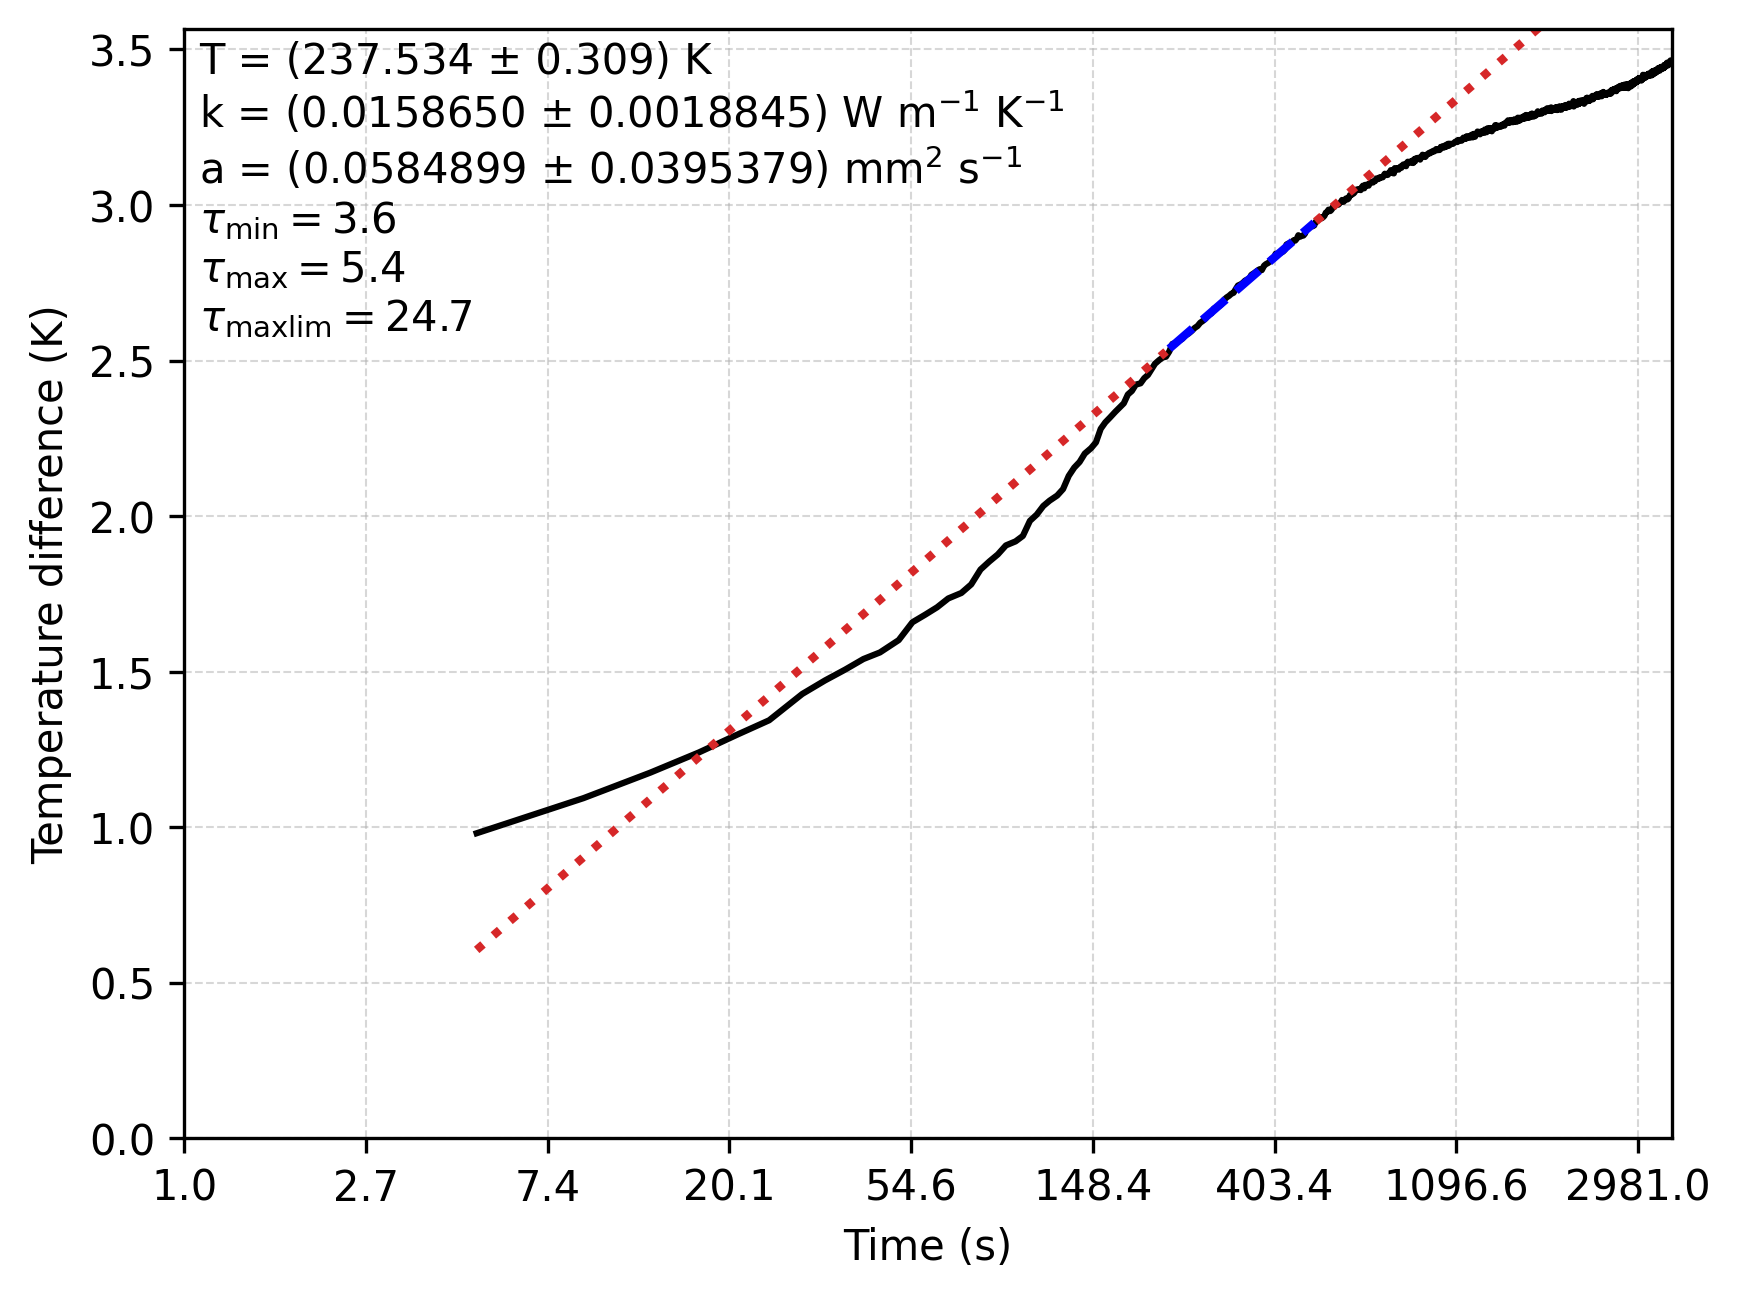 T = (237.534 ± 0.309) K
k = (0.0158650 ± 0.0018845) W m⁻¹ K⁻¹
a = (0.0584899 ± 0.0395379) mm² s⁻¹
τmin = 3.6
τmax = 5.4
τmaxlim = 24.7
3.5
3.0
2.5
2.0
1.5
1.0
0.5
0.0
Temperature difference (K)
1.0 2.7 7.4 20.1 54.6 148.4 403.4 1096.6 2981.0
Time (s)